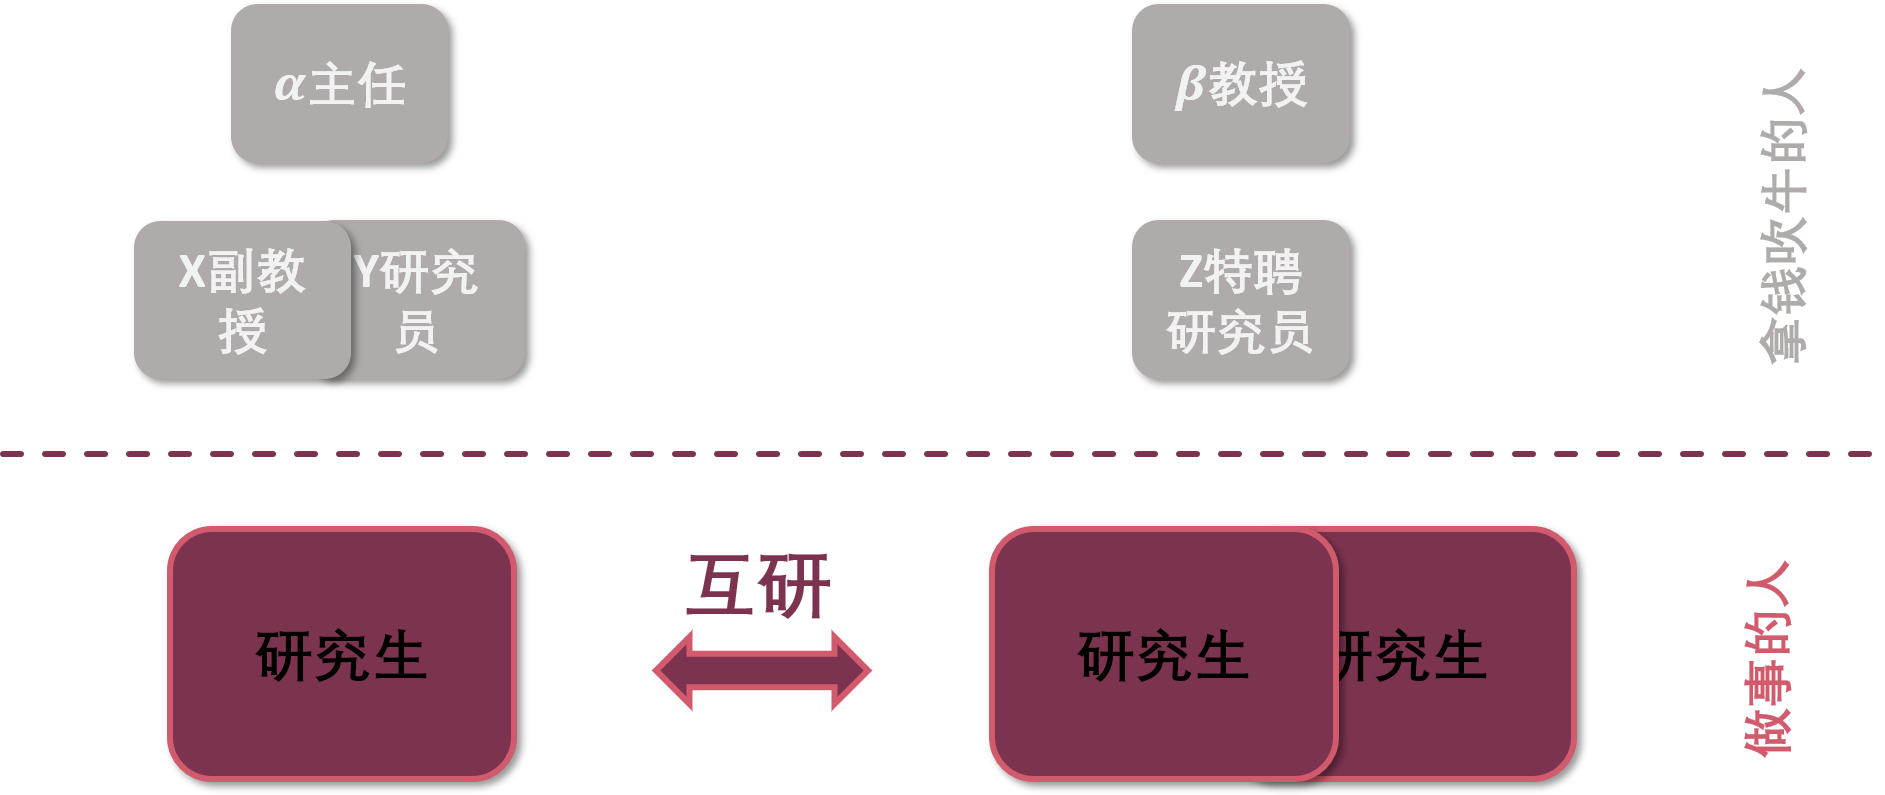 α主任
β教授
X副教
授
Y研究
员
Z特聘
研究员
拿钱吹牛的人
研究生
互研
研究生
研究生
做事的人